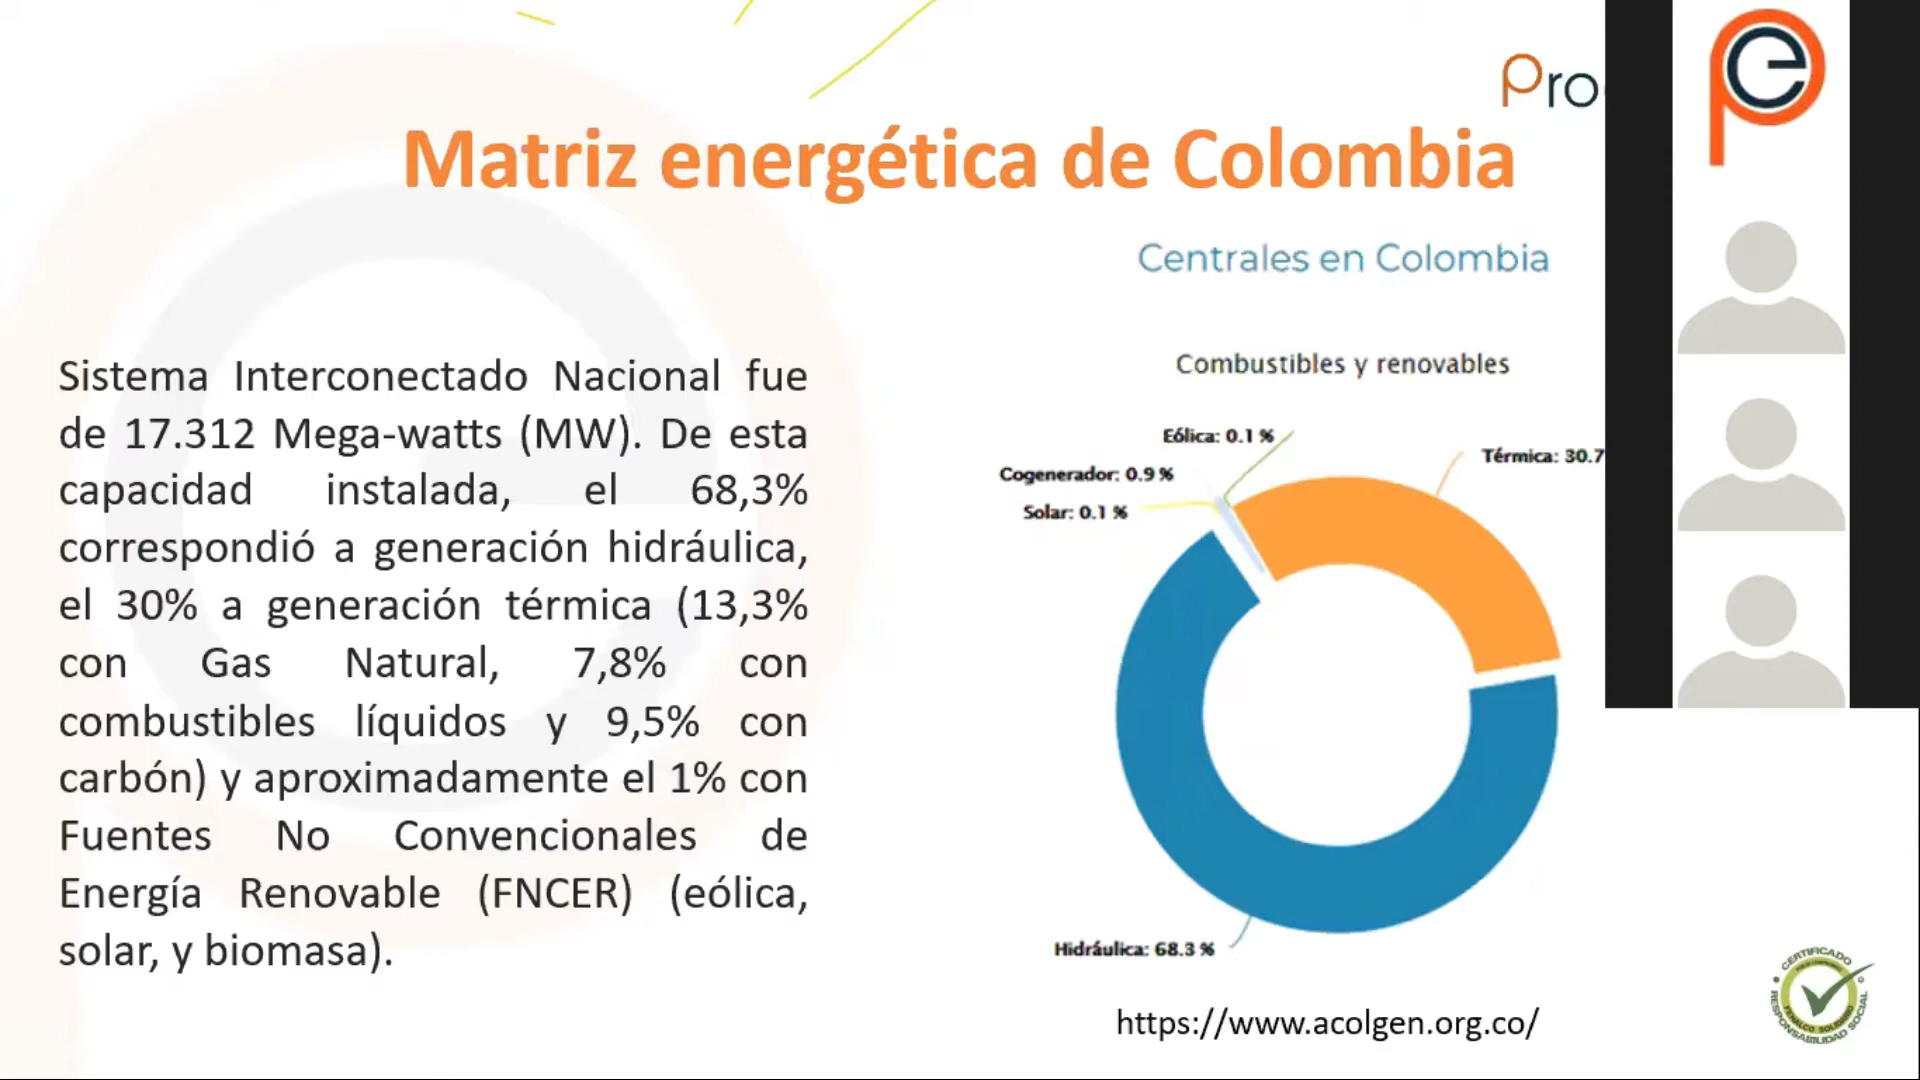 Pro
Matriz energética de Colombia
Centrales en Colombia
Sistema Interconectado Nacional fue
de 17.312 Mega-watts (MW). De esta
capacidad instalada, el 68,3%
correspondió a generación hidráulica,
el 30% a generación térmica (13,3%
con Gas Natural, 7,8% con
combustibles líquidos y 9,5% con
carbón) y aproximadamente el 1% con
Fuentes No Convencionales de
Energía Renovable (FNCER) (eólica,
solar, y biomasa).
Combustibles y renovables
Eólica: 0.1 %
Térmica: 30.7
Cogenerador: 0.9 %
Solar: 0.1 %
Hidráulica: 68.3 %
https://www.acolgen.org.co/
CERTIFICADO
FENALCO SOLIDARIO
RESPONSABILIDAD SOCIAL